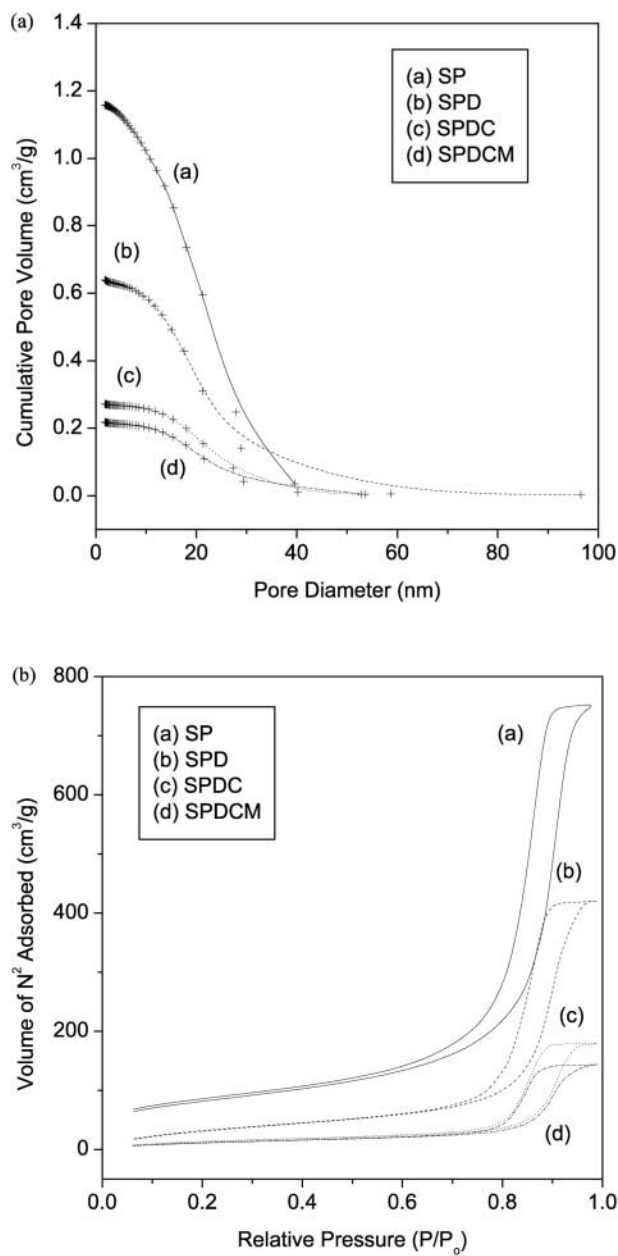 (a)
1.4
1.2
1.0
0.8
0.6
0.4
0.2
0.0
Cumulative Pore Volume (cm³/g)
(a) SP
(b) SPD
(c) SPDC
(d) SPDCM
(a)
(b)
(c)
(d)
0 20 40 60 80 100
Pore Diameter (nm)
(b)
800
600
400
200
0
Volume of N² Adsorbed (cm³/g)
(a) SP
(b) SPD
(c) SPDC
(d) SPDCM
(a)
(b)
(c)
(d)
0.0 0.2 0.4 0.6 0.8 1.0
Relative Pressure (P/Pₒ)